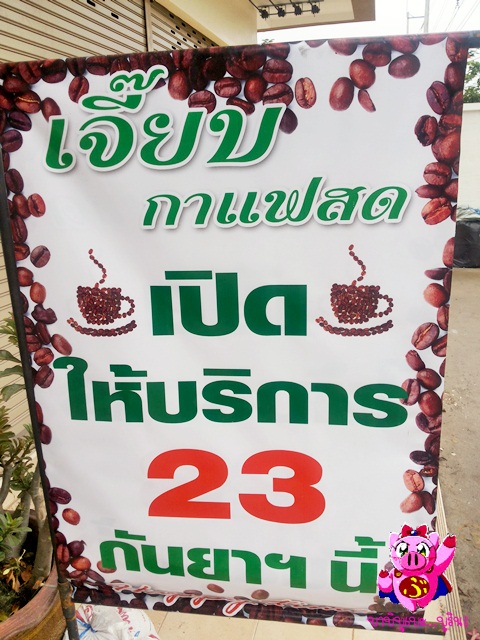 เจี๊ยบ
กาแฟสด
เปิด
ให้บริการ
23
กันยาฯ นี้